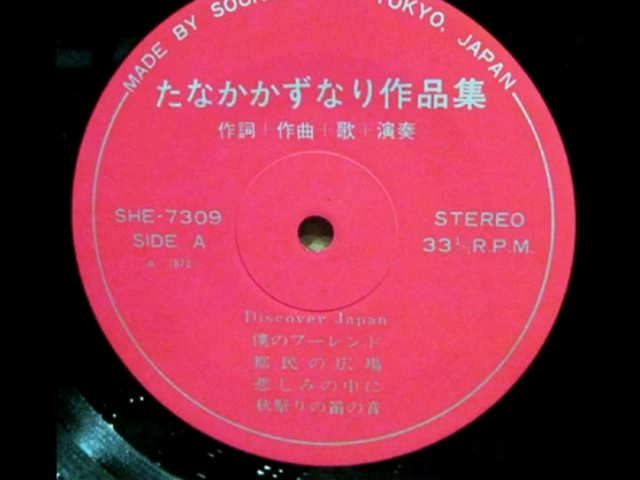 MADE BY SOUN TOKYO, JAPAN
たなかかずなり作品集
作詞+作曲+歌+演奏
SHE-7309
SIDE A
℗ 1973
STEREO
33⅓R.P.M.
Discover Japan
僕のフーレンド
都民の広場
悲しみの中に
秋祭りの笛の音